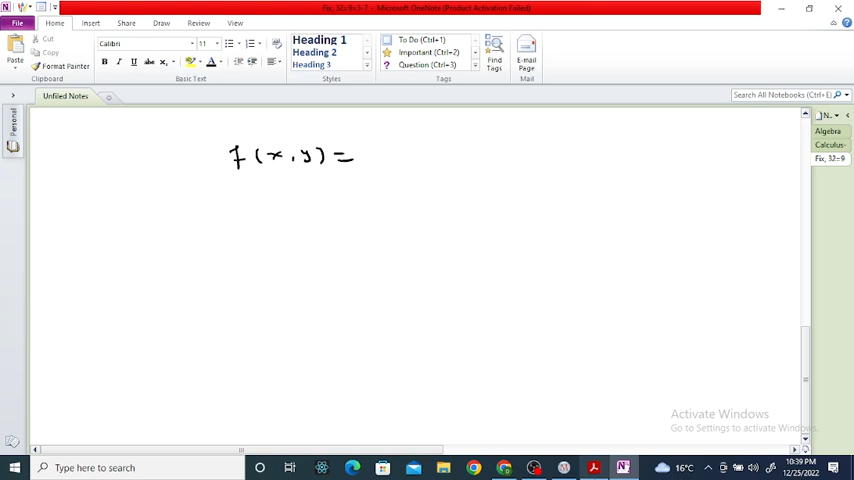 Fix, 32=9×3-7 - Microsoft OneNote (Product Activation Failed)
File Home Insert Share Draw Review View
Cut
Copy
Paste
Format Painter
Calibri 11
B I U abc x₂ A
Heading 1
Heading 2
Heading 3
To Do (Ctrl+1)
Important (Ctrl+2)
Question (Ctrl+3)
Find Tags
E-mail Page
Clipboard Basic Text Styles Tags Mail
Unfiled Notes
Search All Notebooks (Ctrl+E)
Personal
N..
Algebra
Calculus-
Fix, 32=9
f(x,y)=
Activate Windows
Go to Settings to activate Windows.
Type here to search
16°C
10:39 PM
12/25/2022